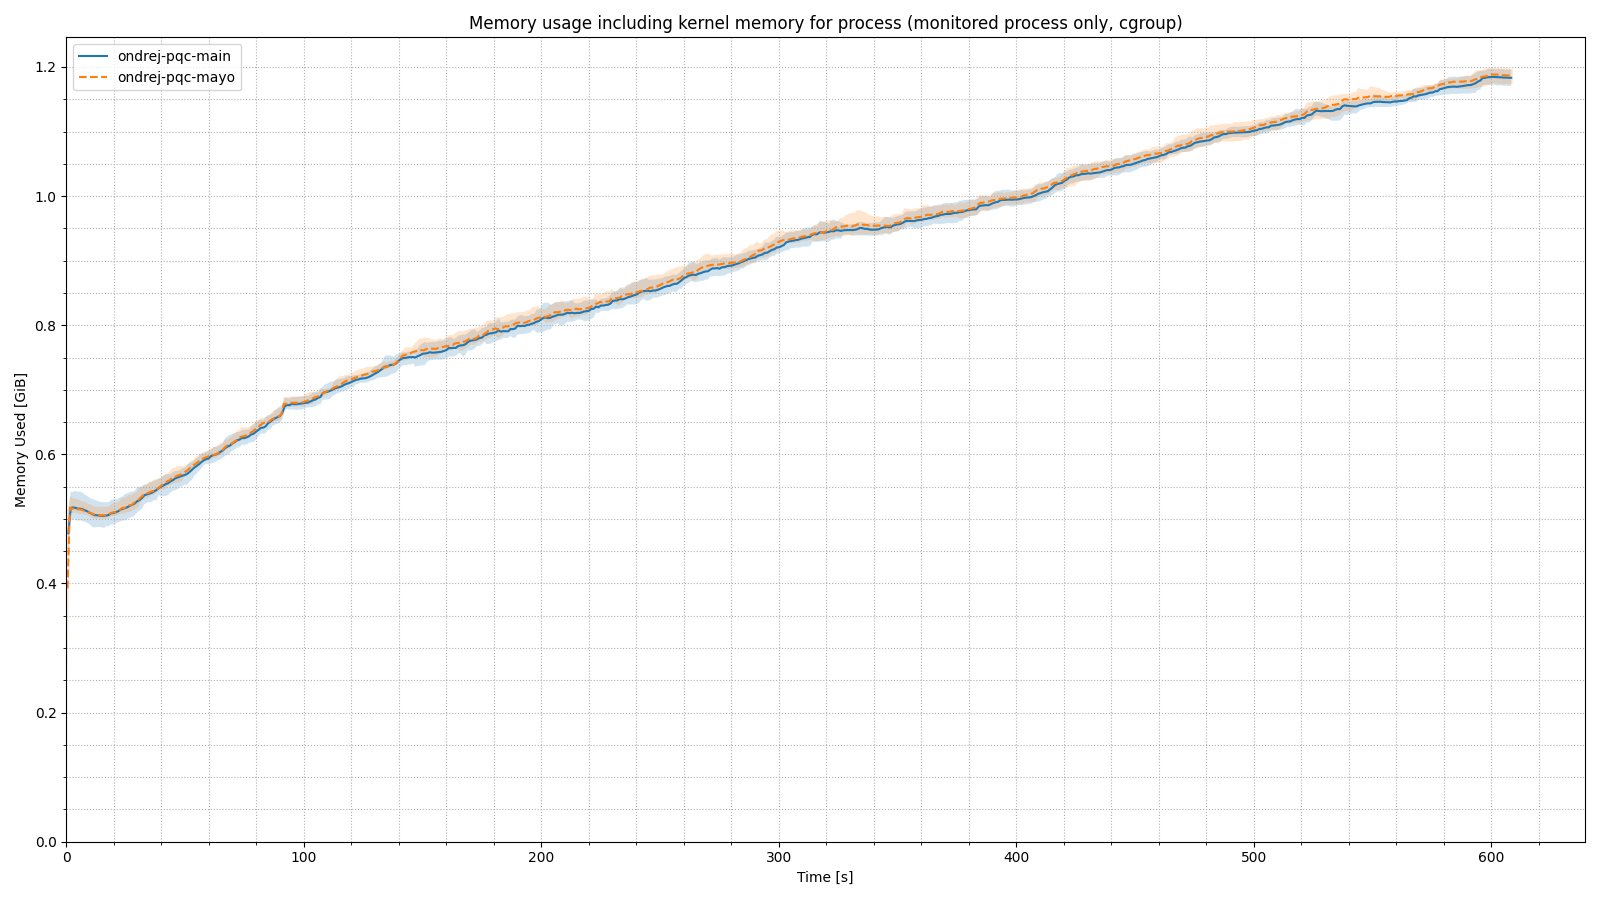 Memory usage including kernel memory for process (monitored process only, cgroup)
ondrej-pqc-main
ondrej-pqc-mayo
Memory Used [GiB]
1.2
1.0
0.8
0.6
0.4
0.2
0.0
0 100 200 300 400 500 600
Time [s]